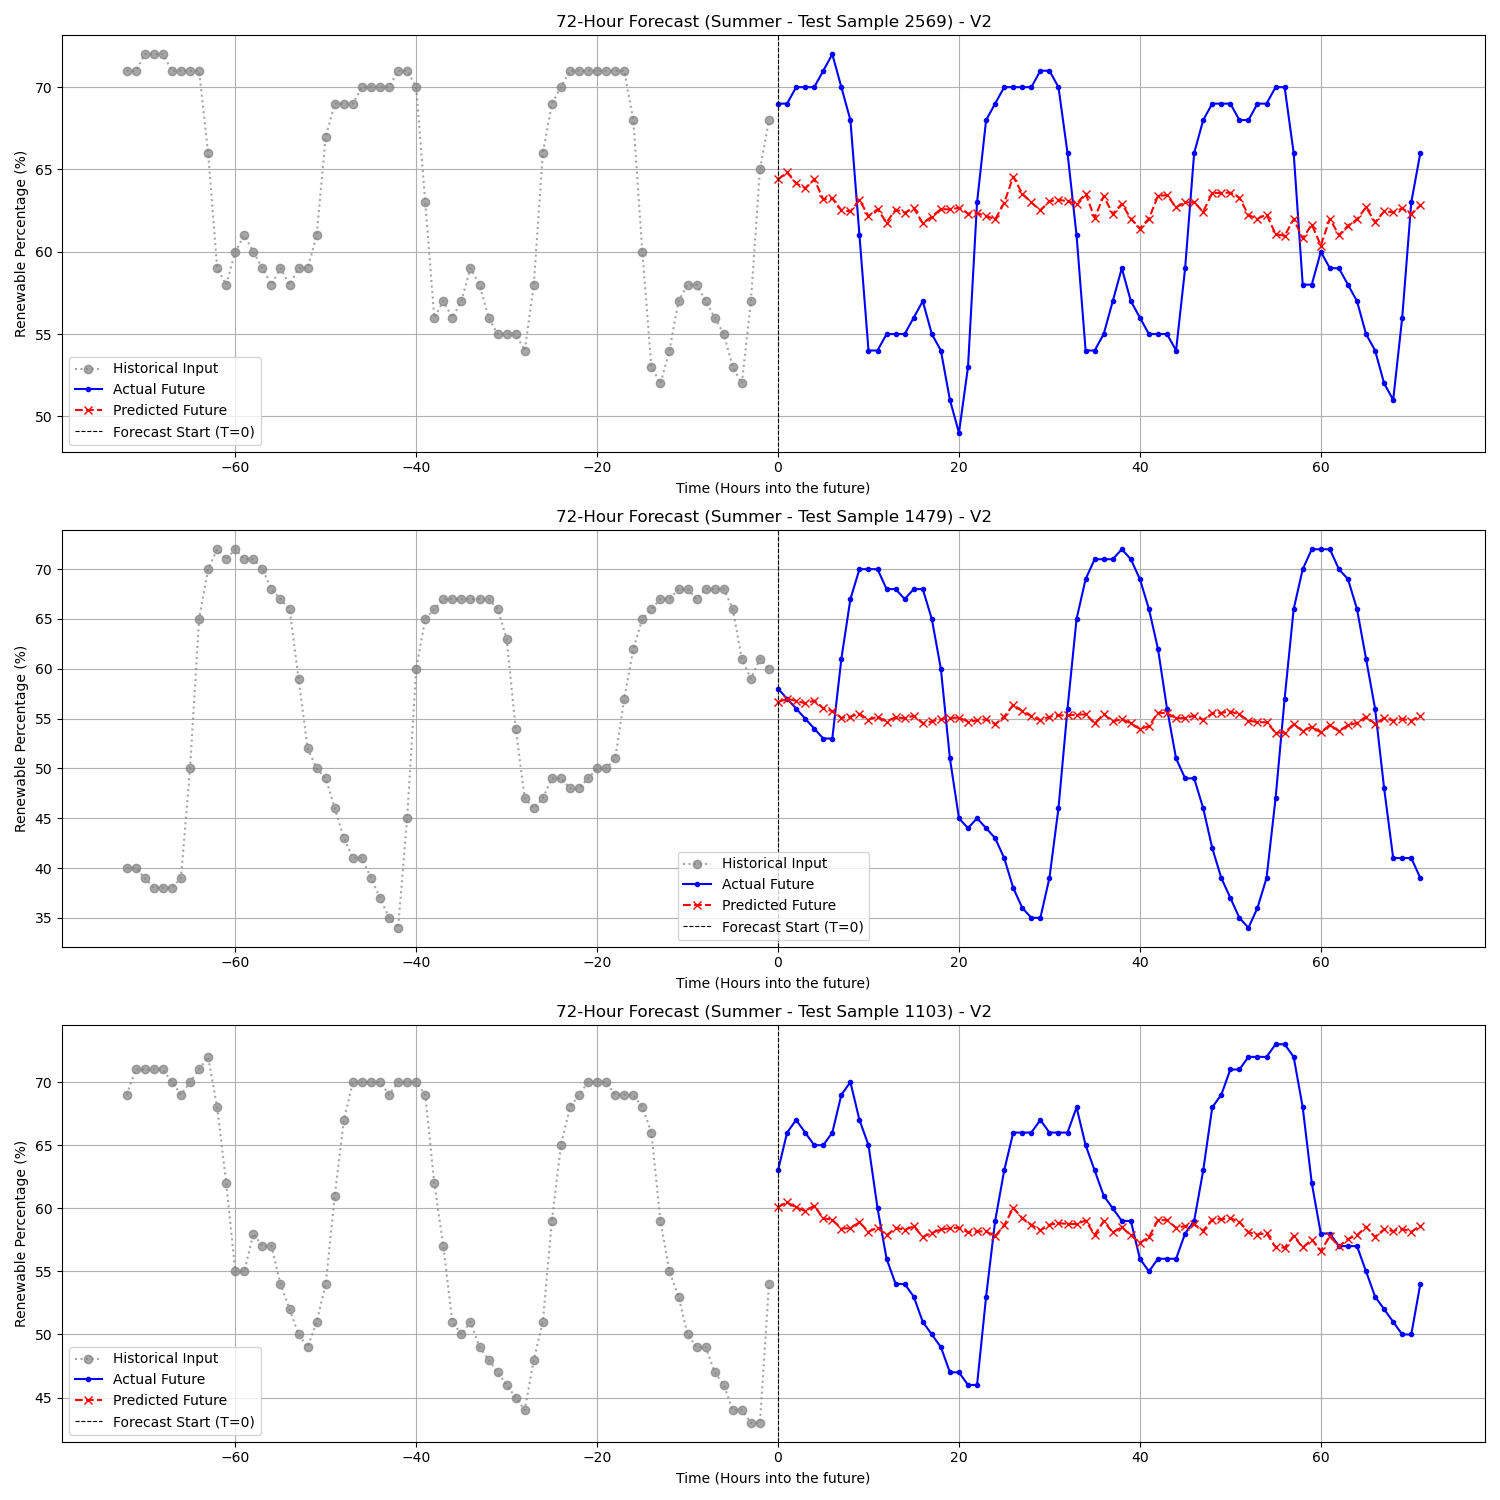 72-Hour Forecast (Summer - Test Sample 2569) - V2
Renewable Percentage (%)
70
65
60
55
50
Historical Input
Actual Future
Predicted Future
Forecast Start (T=0)
−60 −40 −20 0 20 40 60
Time (Hours into the future)
72-Hour Forecast (Summer - Test Sample 1479) - V2
Renewable Percentage (%)
70
65
60
55
50
45
40
35
Historical Input
Actual Future
Predicted Future
Forecast Start (T=0)
−60 −40 −20 0 20 40 60
Time (Hours into the future)
72-Hour Forecast (Summer - Test Sample 1103) - V2
Renewable Percentage (%)
70
65
60
55
50
45
Historical Input
Actual Future
Predicted Future
Forecast Start (T=0)
−60 −40 −20 0 20 40 60
Time (Hours into the future)